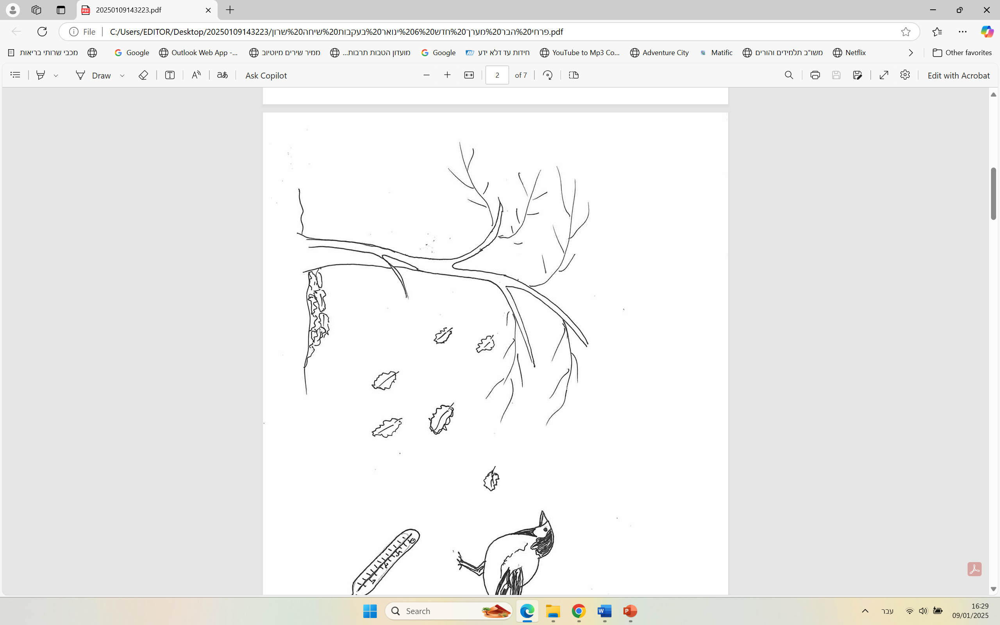 20250109143223.pdf
File
C:/Users/EDITOR/Desktop/20250109143223/פרחי%20הבר%20מערך%20חדש%206%20ינואר%20בעקבות%20שיחה%20שרון.pdf
מכבי שרותי בריאות
Google
Outlook Web App -...
ממיר שירים מיוטיוב
מועדון הטבות תרבות...
Google
חידות עד דלא ידע
YouTube to Mp3 Co...
Adventure City
Matific
משו"ב תלמידים והורים
Netflix
Other favorites
Draw
Ask Copilot
2 of 7
Edit with Acrobat
Search
עבר
16:29
09/01/2025